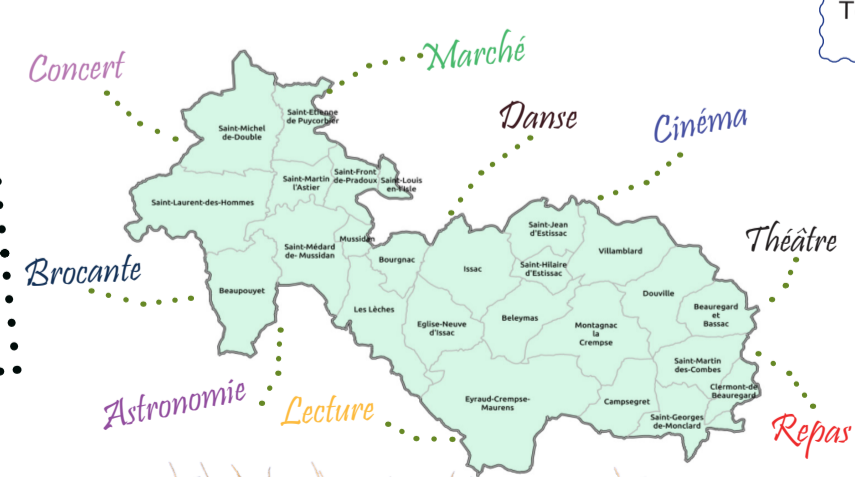 T
Concert
Marché
Danse
Cinéma
Théâtre
Brocante
Astronomie
Lecture
Repas
Saint-Michel
de-Double
Saint-Etienne
de Puycorbier
Saint-Martin
l'Astier
Saint-Front
de-Pradoux
Saint-Louis
en-l'Isle
Saint-Laurent-des-Hommes
Saint-Médard
de- Mussidan
Mussidan
Bourgnac
Beaupouyet
Les Lèches
Issac
Saint-Jean
d'Estissac
Saint-Hilaire
d'Estissac
Villamblard
Douville
Beauregard
et
Bassac
Eglise-Neuve
d'Issac
Beleymas
Montagnac
la
Crempse
Saint-Martin
des-Combes
Clermont-de
Beauregard
Eyraud-Crempse-
Maurens
Campsegret
Saint-Georges
de-Monclard